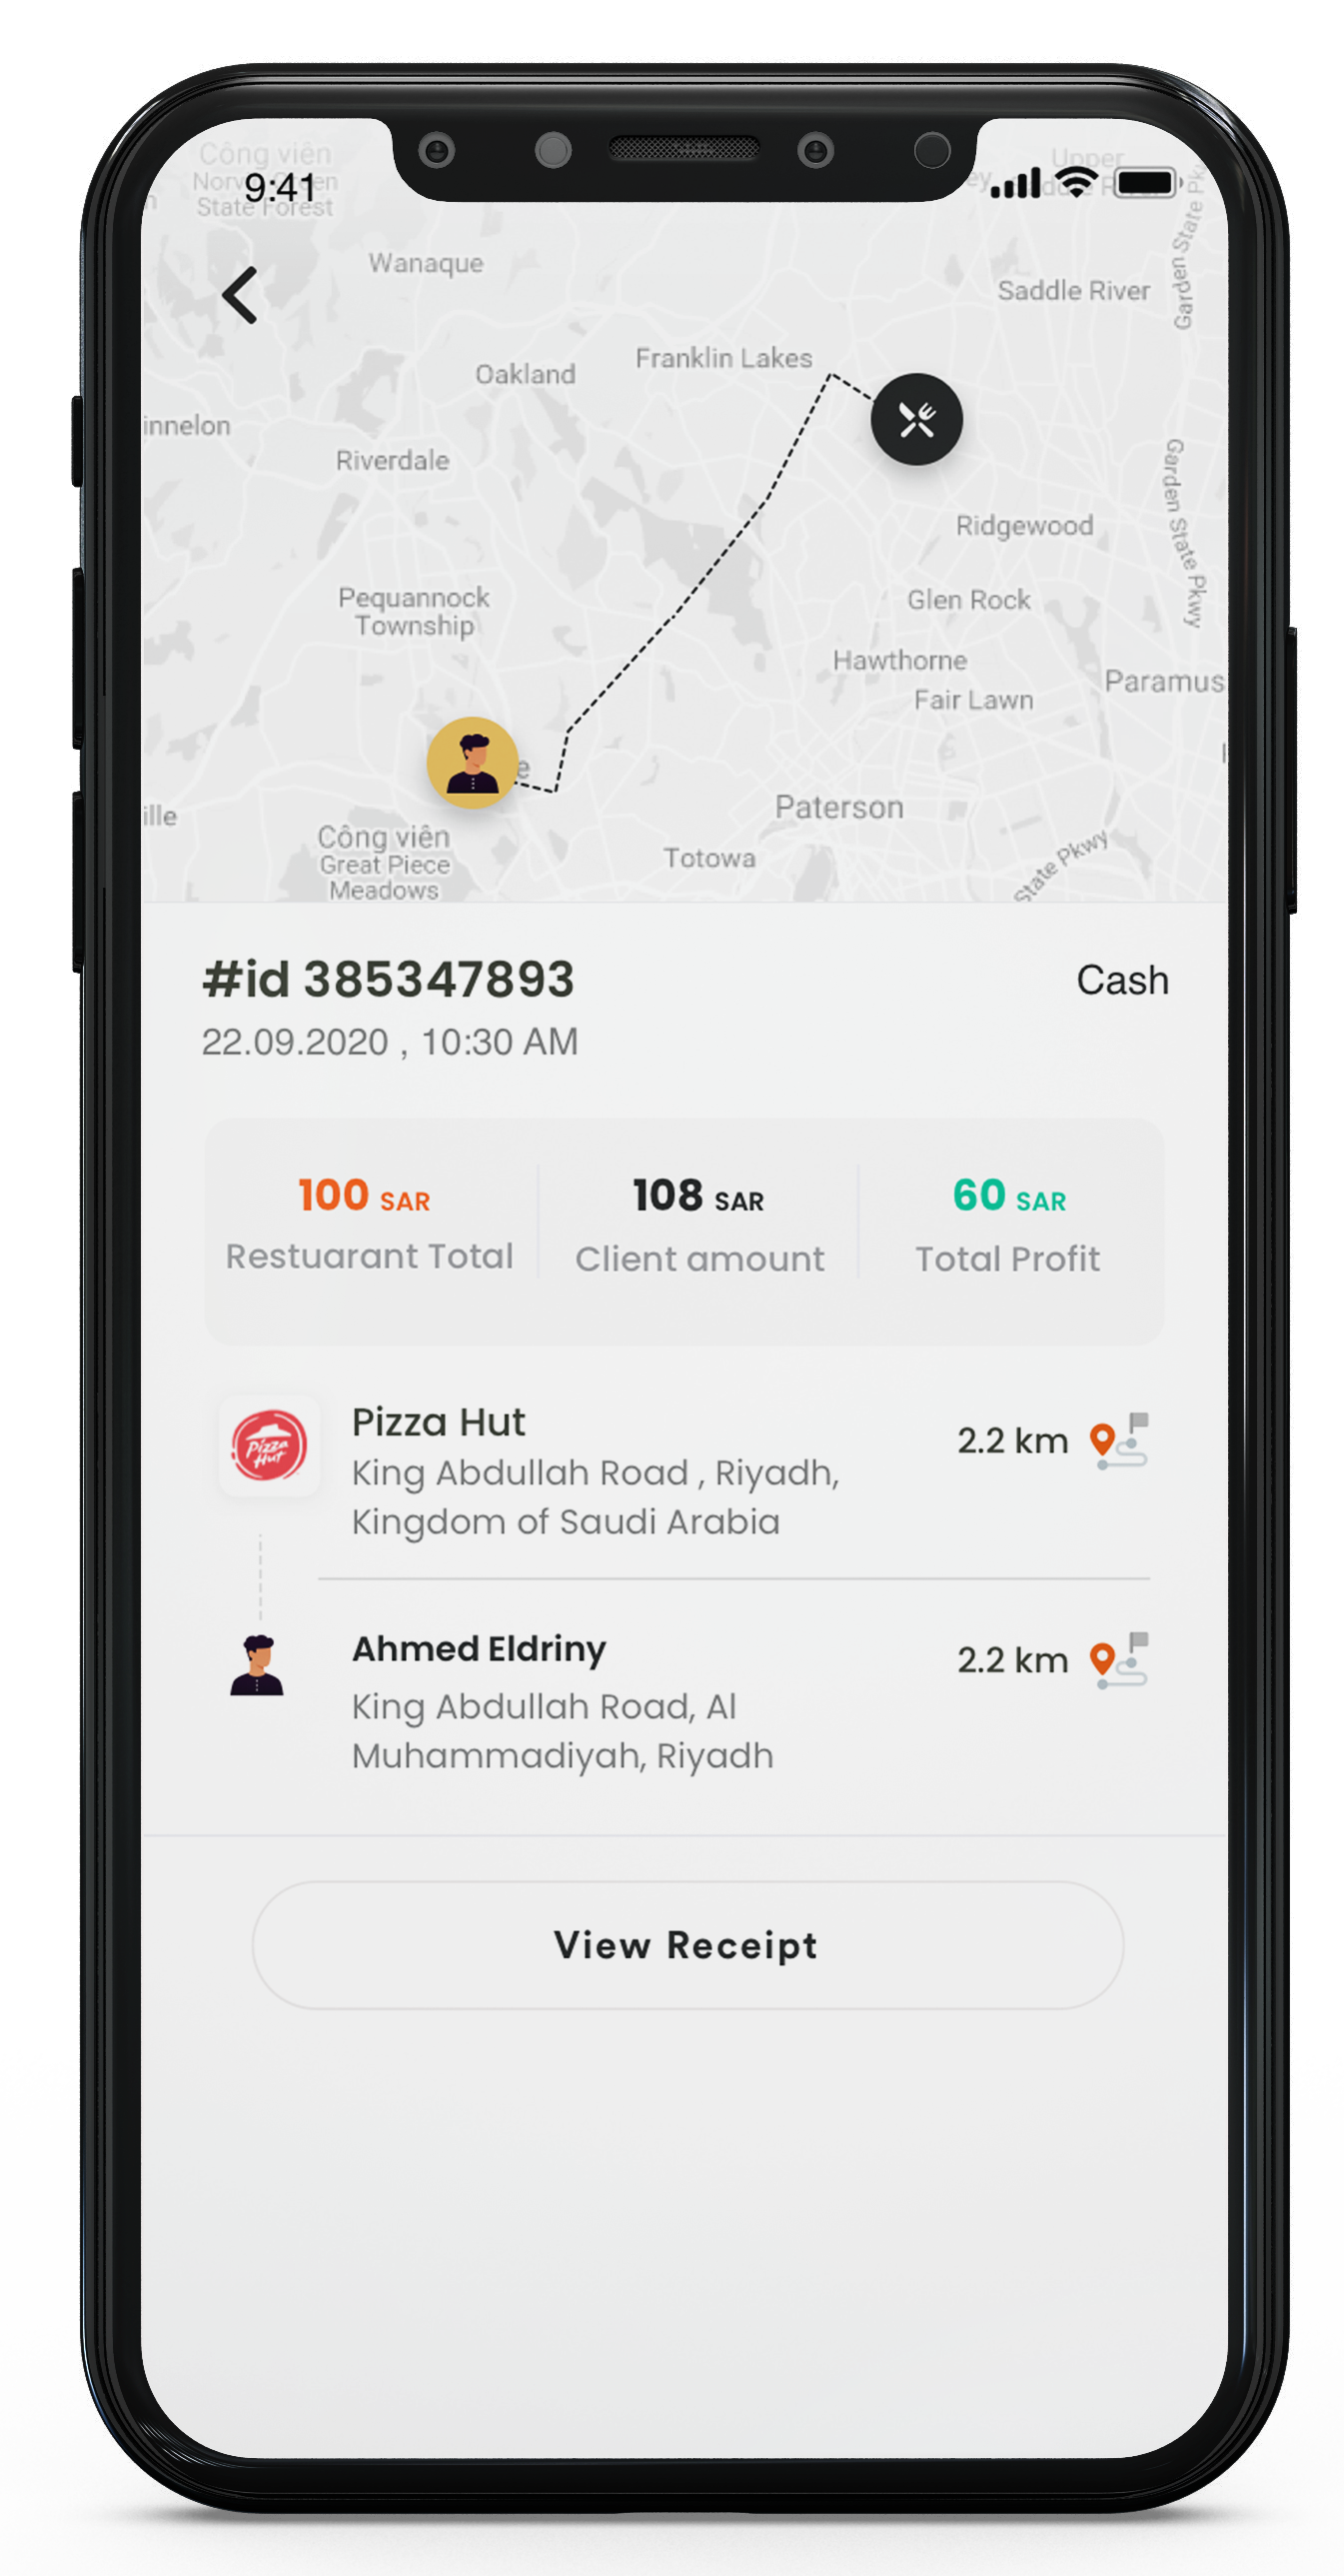 Công viên
State Forest
9:41
Upper
Garden State Pkwy
Wanaque
Saddle River
Franklin Lakes
Oakland
innelon
Riverdale
Garden State Pkwy
Ridgewood
Pequannock
Township
Glen Rock
Hawthorne
Paramus
Fair Lawn
e
ille
Paterson
Công viên
Great Piece
Meadows
Totowa
State Pkwy
#id 385347893
Cash
22.09.2020 , 10:30 AM
100 SAR
108 SAR
60 SAR
Restuarant Total
Client amount
Total Profit
Pizza Hut
Pizza
Hut
2.2 km
King Abdullah Road , Riyadh,
Kingdom of Saudi Arabia
Ahmed Eldriny
2.2 km
King Abdullah Road, Al
Muhammadiyah, Riyadh
View Receipt